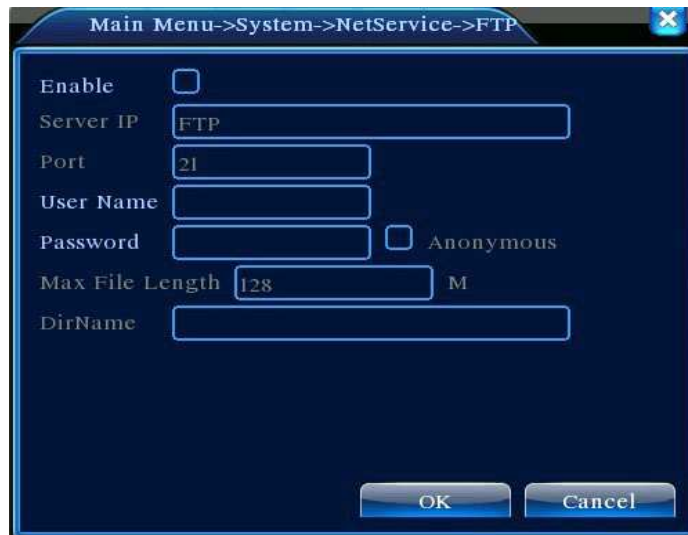 Main Menu->System->NetService->FTP
Enable
Server IP FTP
Port 21
User Name
Password Anonymous
Max File Length 128 M
DirName
OK Cancel